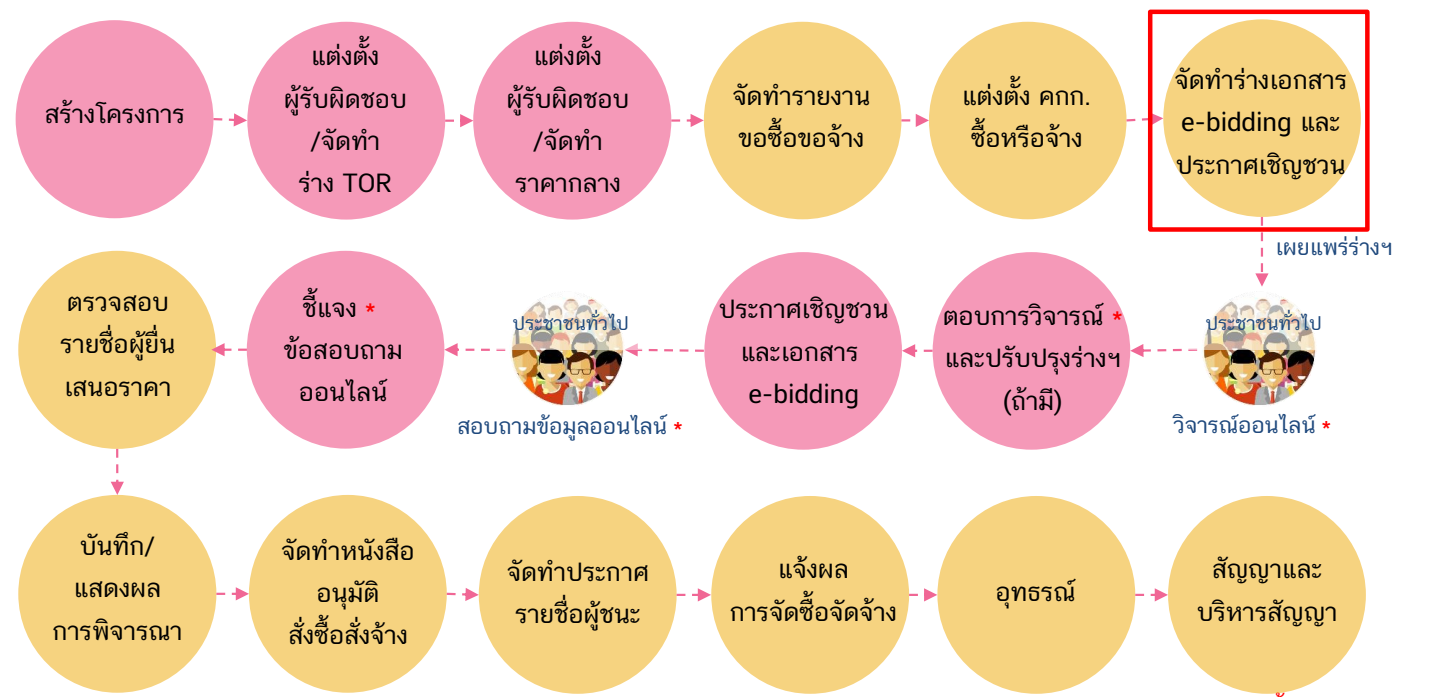 สร้างโครงการ
แต่งตั้ง
ผู้รับผิดชอบ
/จัดทำ
ร่าง TOR
แต่งตั้ง
ผู้รับผิดชอบ
/จัดทำ
ราคากลาง
จัดทำรายงาน
ขอซื้อขอจ้าง
แต่งตั้ง คกก.
ซื้อหรือจ้าง
จัดทำร่างเอกสาร
e-bidding และ
ประกาศเชิญชวน
เผยแพร่ร่างฯ
ประชาชนทั่วไป
วิจารณ์ออนไลน์ *
ตอบการวิจารณ์ *
และปรับปรุงร่างฯ
(ถ้ามี)
ประกาศเชิญชวน
และเอกสาร
e-bidding
ประชาชนทั่วไป
สอบถามข้อมูลออนไลน์ *
ชี้แจง *
ข้อสอบถาม
ออนไลน์
ตรวจสอบ
รายชื่อผู้ยื่น
เสนอราคา
บันทึก/
แสดงผล
การพิจารณา
จัดทำหนังสือ
อนุมัติ
สั่งซื้อสั่งจ้าง
จัดทำประกาศ
รายชื่อผู้ชนะ
แจ้งผล
การจัดซื้อจัดจ้าง
อุทธรณ์
สัญญาและ
บริหารสัญญา